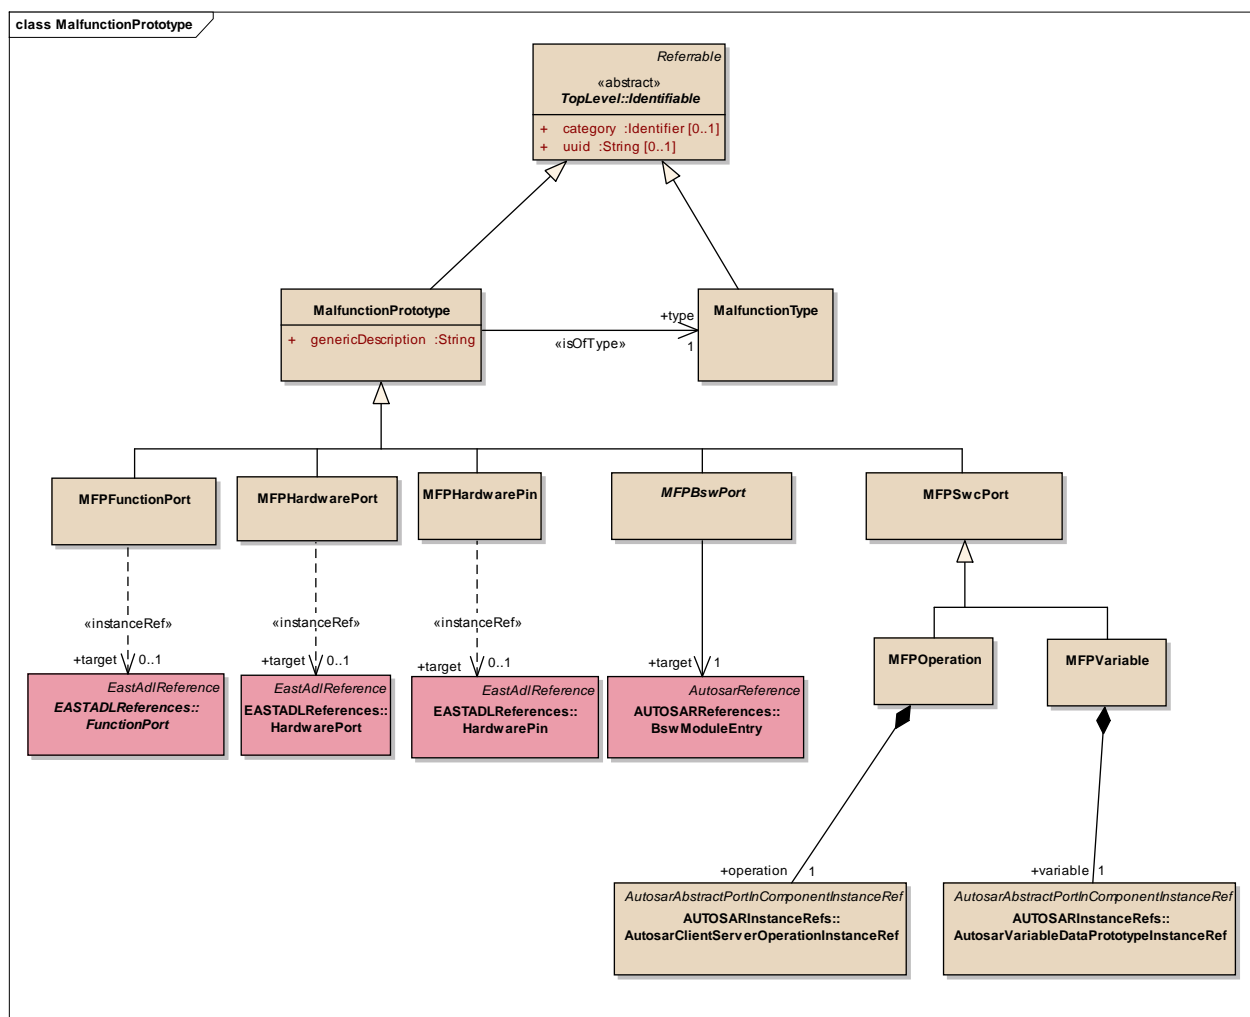 class MalfunctionPrototype
Referrable
«abstract»
TopLevel::Identifiable
+ category :Identifier [0..1]
+ uuid :String [0..1]
MalfunctionPrototype
+ genericDescription :String
+type
«isOfType»
1
MalfunctionType
MFPFunctionPort
MFPHardwarePort
MFPHardwarePin
MFPBswPort
MFPSwcPort
«instanceRef»
«instanceRef»
«instanceRef»
MFPOperation
MFPVariable
+target 0..1
+target 0..1
+target 0..1
+target 1
EastAdlReference
EASTADLReferences::
FunctionPort
EastAdlReference
EASTADLReferences::
HardwarePort
EastAdlReference
EASTADLReferences::
HardwarePin
AutosarReference
AUTOSARReferences::
BswModuleEntry
+operation 1
+variable 1
AutosarAbstractPortInComponentInstanceRef
AUTOSARInstanceRefs::
AutosarClientServerOperationInstanceRef
AutosarAbstractPortInComponentInstanceRef
AUTOSARInstanceRefs::
AutosarVariableDataPrototypeInstanceRef